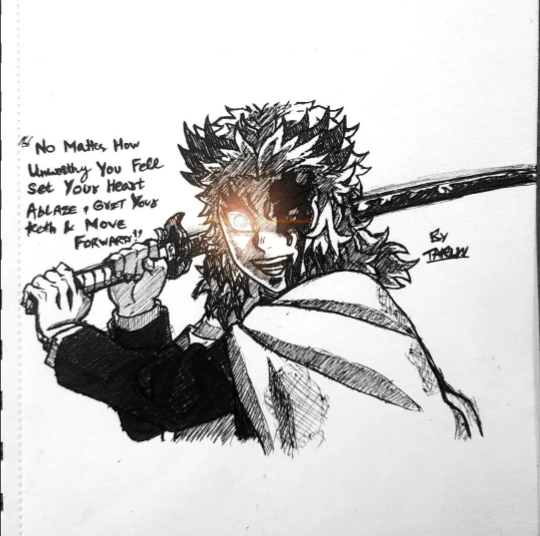 "No Matter How
Unworthy You Fell
Set Your Heart
ABLAZE, GRIT Your
Teeth & MOVE
FORWARD"
By
TARUN